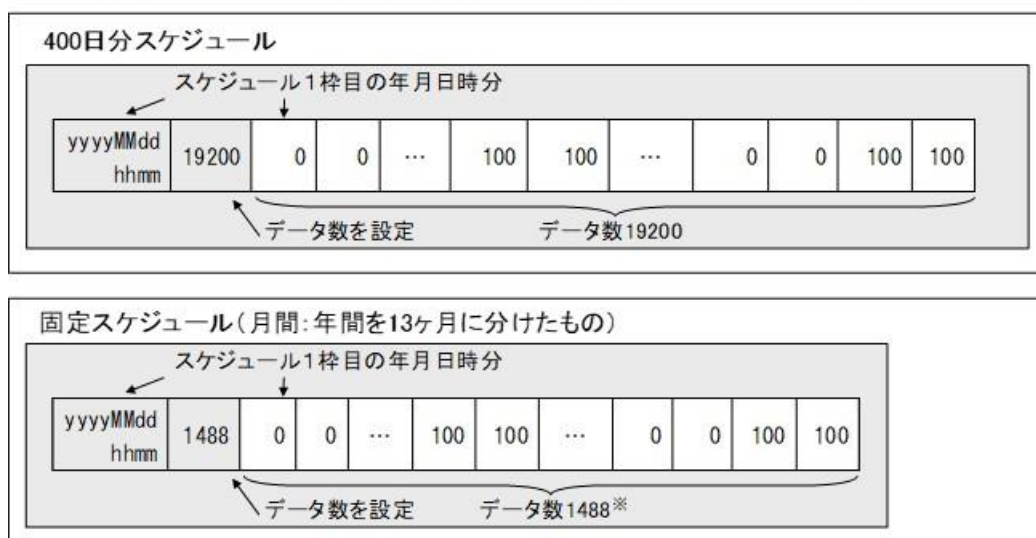 400日分スケジュール
スケジュール1枠目の年月日時分
yyyyMMdd
hhmm
19200 0 0 … 100 100 … 0 0 100 100
データ数を設定 データ数19200
固定スケジュール(月間:年間を13ヶ月に分けたもの)
スケジュール1枠目の年月日時分
yyyyMMdd
hhmm
1488 0 0 … 100 100 … 0 0 100 100
データ数を設定 データ数1488※